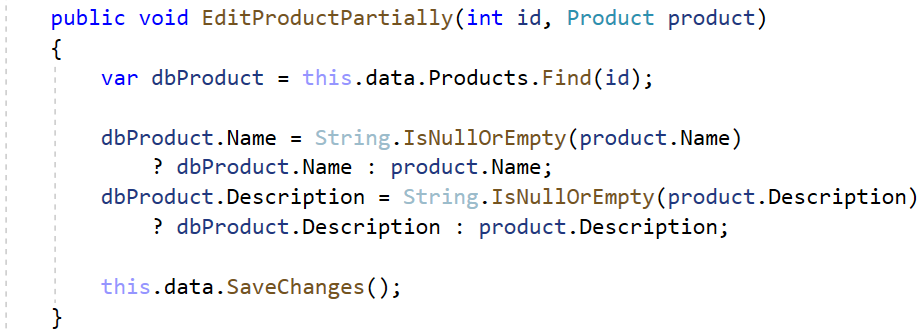 public void EditProductPartially(int id, Product product)
{
var dbProduct = this.data.Products.Find(id);
dbProduct.Name = String.IsNullOrEmpty(product.Name)
? dbProduct.Name : product.Name;
dbProduct.Description = String.IsNullOrEmpty(product.Description)
? dbProduct.Description : product.Description;
this.data.SaveChanges();
}